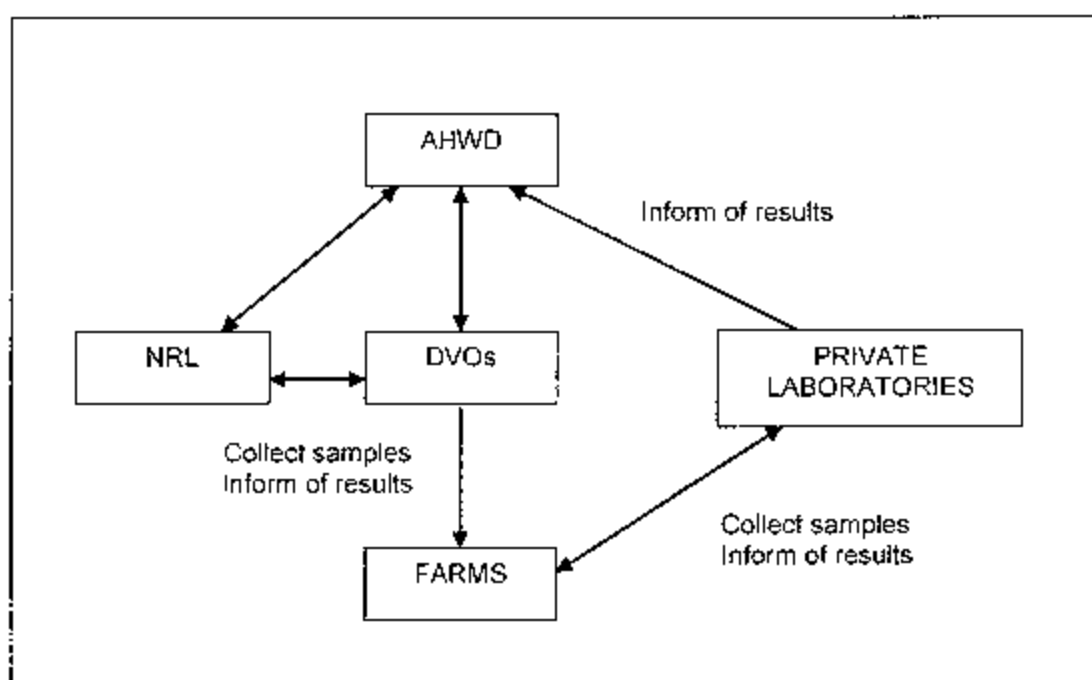 AHWD
Inform of results
NRL
DVOs
PRIVATE
LABORATORIES
Collect samples
Inform of results
Collect samples
Inform of results
FARMS